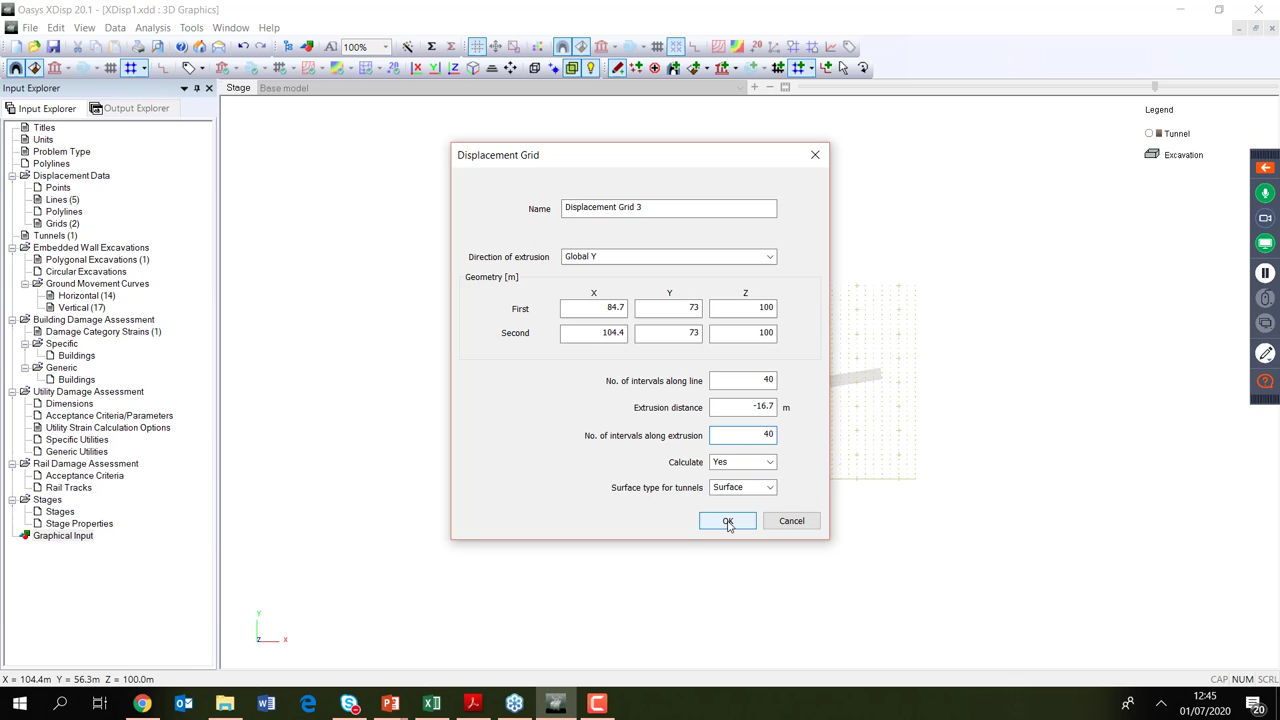 Oasys XDisp 20.1 - [XDisp1.xdd : 3D Graphics]
File Edit View Data Analysis Tools Window Help
100%
Input Explorer
Stage Base model
Input Explorer Output Explorer
Titles
Units
Problem Type
Polylines
Displacement Data
Points
Lines (5)
Polylines
Grids (2)
Tunnels (1)
Embedded Wall Excavations
Polygonal Excavations (1)
Circular Excavations
Ground Movement Curves
Horizontal (14)
Vertical (17)
Building Damage Assessment
Damage Category Strains (1)
Specific
Buildings
Generic
Buildings
Utility Damage Assessment
Dimensions
Acceptance Criteria/Parameters
Utility Strain Calculation Options
Specific Utilities
Generic Utilities
Rail Damage Assessment
Acceptance Criteria
Rail Tracks
Stages
Stages
Stage Properties
Graphical Input
Displacement Grid
Name Displacement Grid 3
Direction of extrusion Global Y
Geometry [m]
X Y Z
First 84.7 73 100
Second 104.4 73 100
No. of intervals along line 40
Extrusion distance -16.7 m
No. of intervals along extrusion 40
Calculate Yes
Surface type for tunnels Surface
OK Cancel
Legend
Tunnel
Excavation
Y
Z X
X = 104.4m Y = 56.3m Z = 100.0m
CAP NUM SCRL
12:45
01/07/2020
20